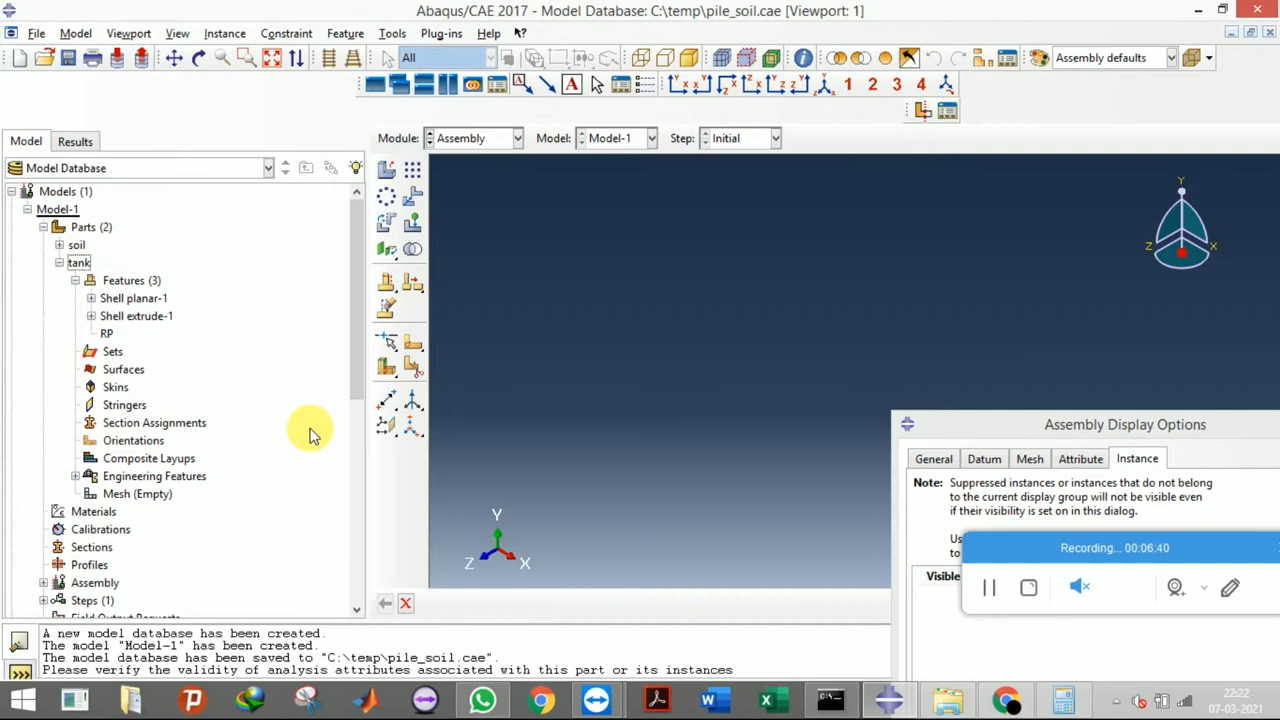 Abaqus/CAE 2017 - Model Database: C:\temp\pile_soil.cae [Viewport: 1]
File Model Viewport View Instance Constraint Feature Tools Plug-ins Help
All
Assembly defaults
1 2 3 4
Model Results
Module: Assembly Model: Model-1 Step: Initial
Model Database
Models (1)
Model-1
Parts (2)
soil
tank
Features (3)
Shell planar-1
Shell extrude-1
RP
Sets
Surfaces
Skins
Stringers
Section Assignments
Orientations
Composite Layups
Engineering Features
Mesh (Empty)
Materials
Calibrations
Sections
Profiles
Assembly
Steps (1)
Field Output Requests
Y
Z X
Y
Z X
Assembly Display Options
General Datum Mesh Attribute Instance
Note: Suppressed instances or instances that do not belong
to the current display group will not be visible even
if their visibility is set on in this dialog.
Us
to
Visible
Recording... 00:06:40
A new model database has been created.
The model "Model-1" has been created.
The model database has been saved to "C:\temp\pile_soil.cae".
Please verify the validity of analysis attributes associated with this part or its instances
22:22
07-03-2021